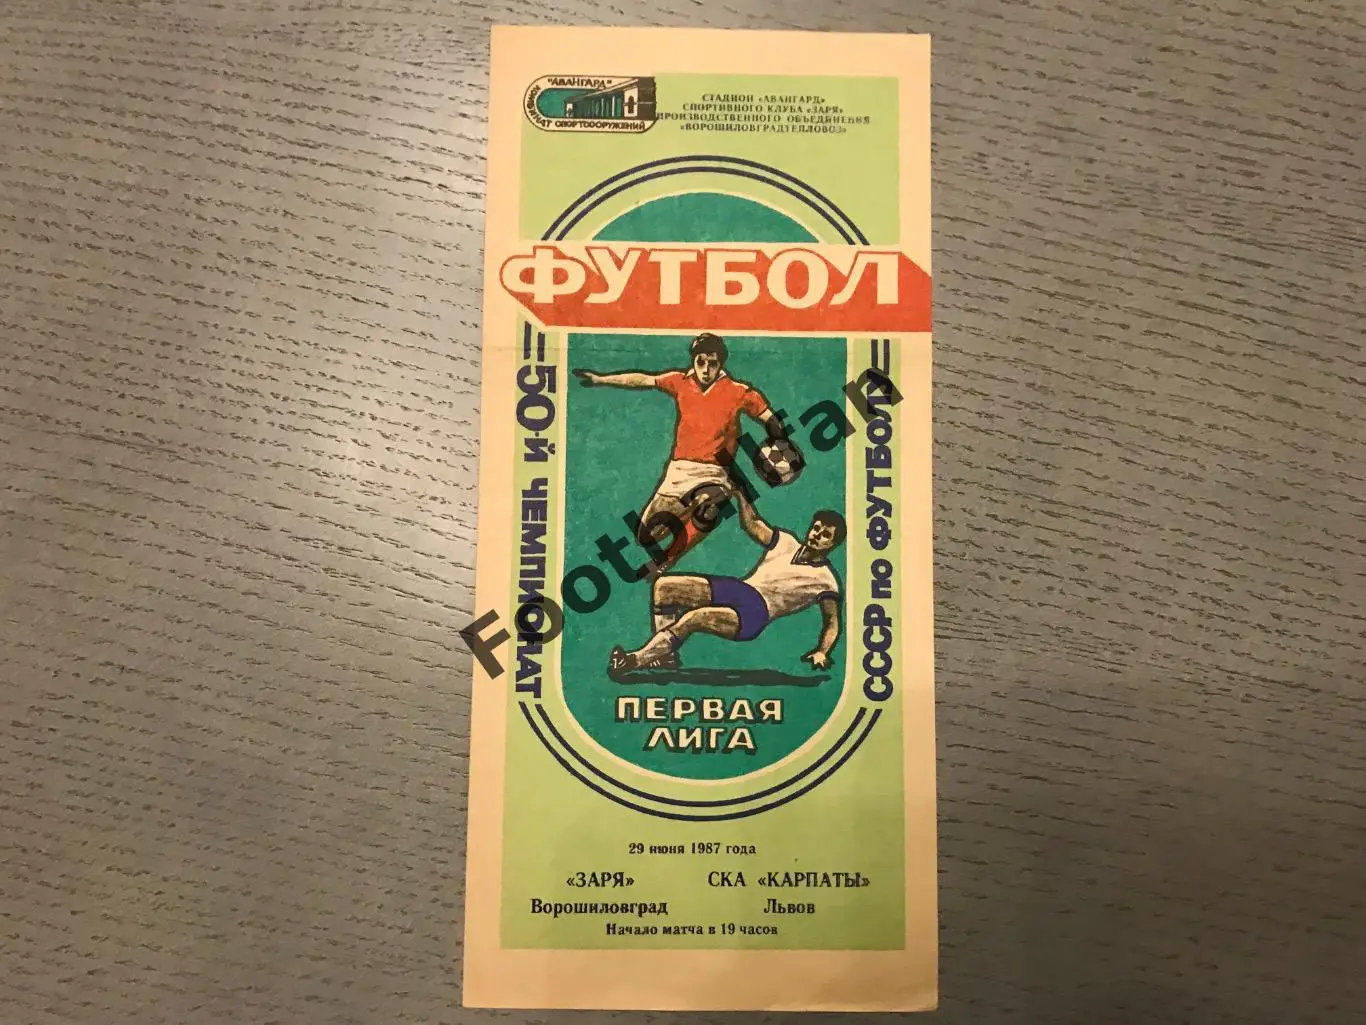 "АВАНГАРД"
КОМБИНАТ СПОРТСООРУЖЕНИЙ
СТАДИОН «АВАНГАРД»
СПОРТИВНОГО КЛУБА «ЗАРЯ»
ПРОИЗВОДСТВЕННОГО ОБЪЕДИНЕНИЯ
«ВОРОШИЛОВГРАДТЕПЛОВОЗ»
ФУТБОЛ
50-й ЧЕМПИОНАТ
СССР по ФУТБОЛУ
Footballfan
ПЕРВАЯ
ЛИГА
29 июня 1987 года
«ЗАРЯ» СКА «КАРПАТЫ»
Ворошиловград Львов
Начало матча в 19 часов